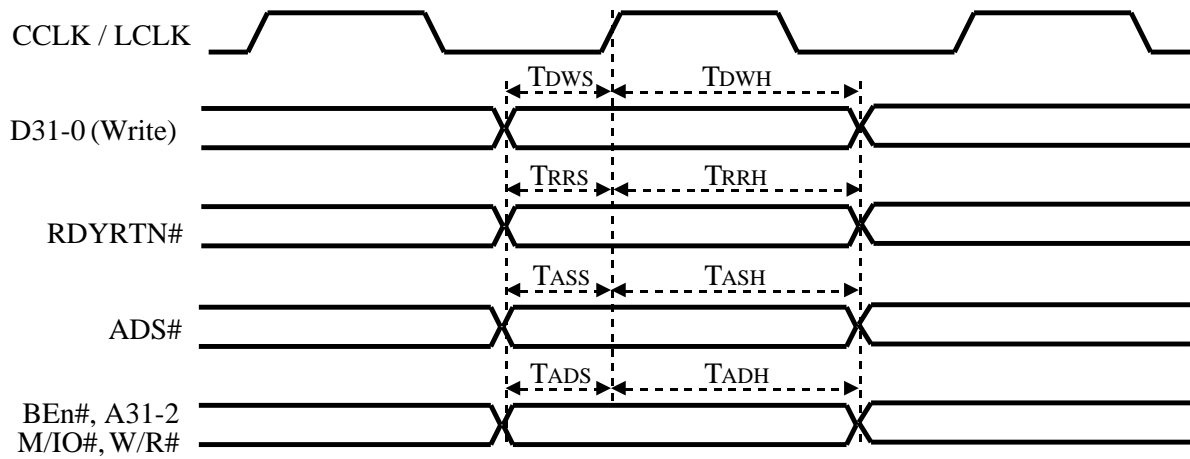 CCLK / LCLK
TDWS TDWH
D31-0 (Write)
TRRS TRRH
RDYRTN#
TASS TASH
ADS#
TADS TADH
BEn#, A31-2
M/IO#, W/R#